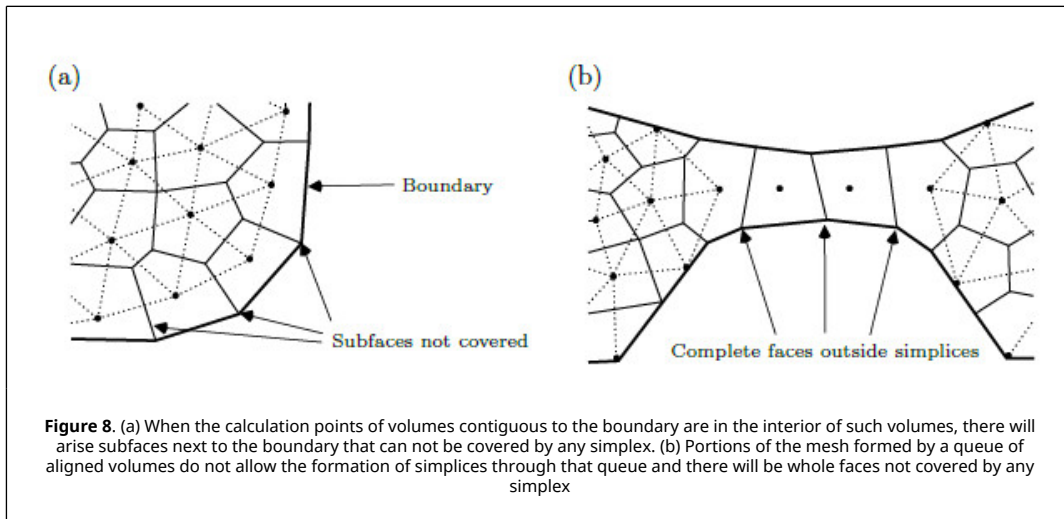 (a)
(b)
Boundary
Subfaces not covered
Complete faces outside simplices
Figure 8. (a) When the calculation points of volumes contiguous to the boundary are in the interior of such volumes, there will
arise subfaces next to the boundary that can not be covered by any simplex. (b) Portions of the mesh formed by a queue of
aligned volumes do not allow the formation of simplices through that queue and there will be whole faces not covered by any
simplex